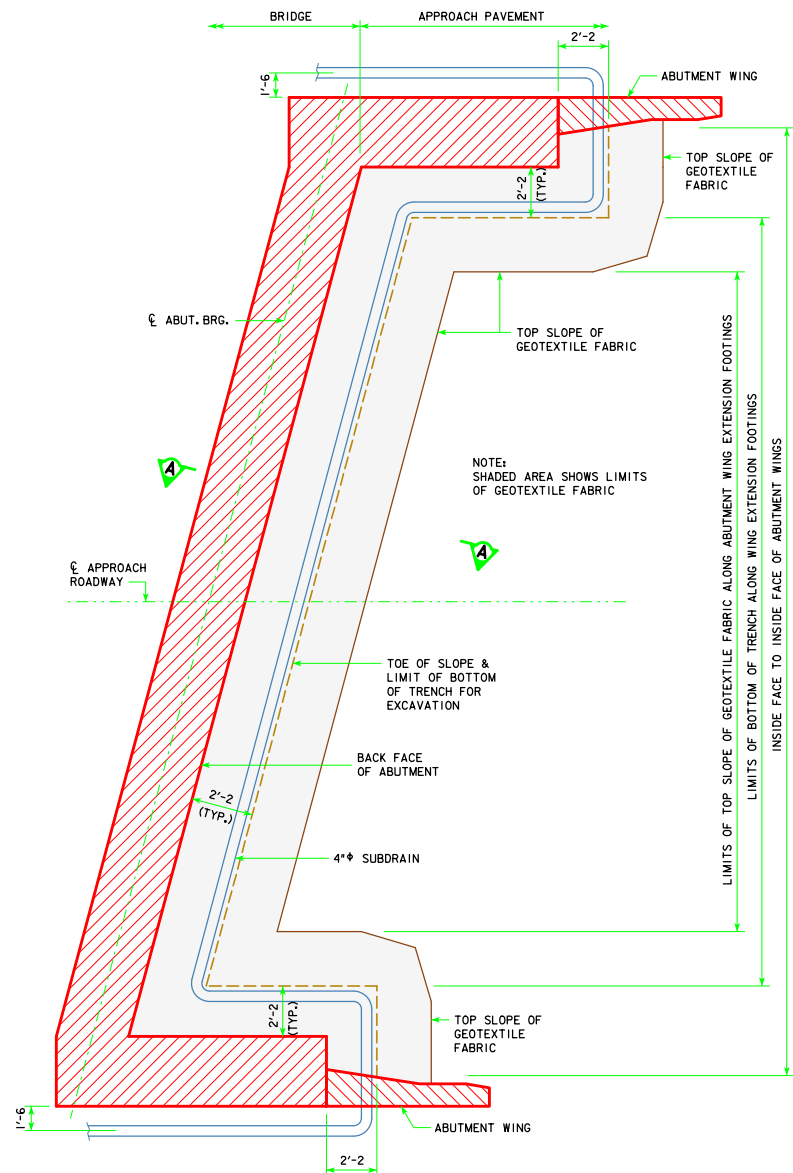 BRIDGE
APPROACH PAVEMENT
2'-2
1'-6
ABUTMENT WING
TOP SLOPE OF
GEOTEXTILE
FABRIC
2'-2
(TYP.)
℄ ABUT. BRG.
TOP SLOPE OF
GEOTEXTILE FABRIC
NOTE:
SHADED AREA SHOWS LIMITS
OF GEOTEXTILE FABRIC
A
A
℄ APPROACH
ROADWAY
LIMITS OF TOP SLOPE OF GEOTEXTILE FABRIC ALONG ABUTMENT WING EXTENSION FOOTINGS
LIMITS OF BOTTOM OF TRENCH ALONG WING EXTENSION FOOTINGS
INSIDE FACE TO INSIDE FACE OF ABUTMENT WINGS
TOE OF SLOPE &
LIMIT OF BOTTOM
OF TRENCH FOR
EXCAVATION
BACK FACE
OF ABUTMENT
2'-2
(TYP.)
4"ϕ SUBDRAIN
2'-2
(TYP.)
TOP SLOPE OF
GEOTEXTILE
FABRIC
1'-6
ABUTMENT WING
2'-2